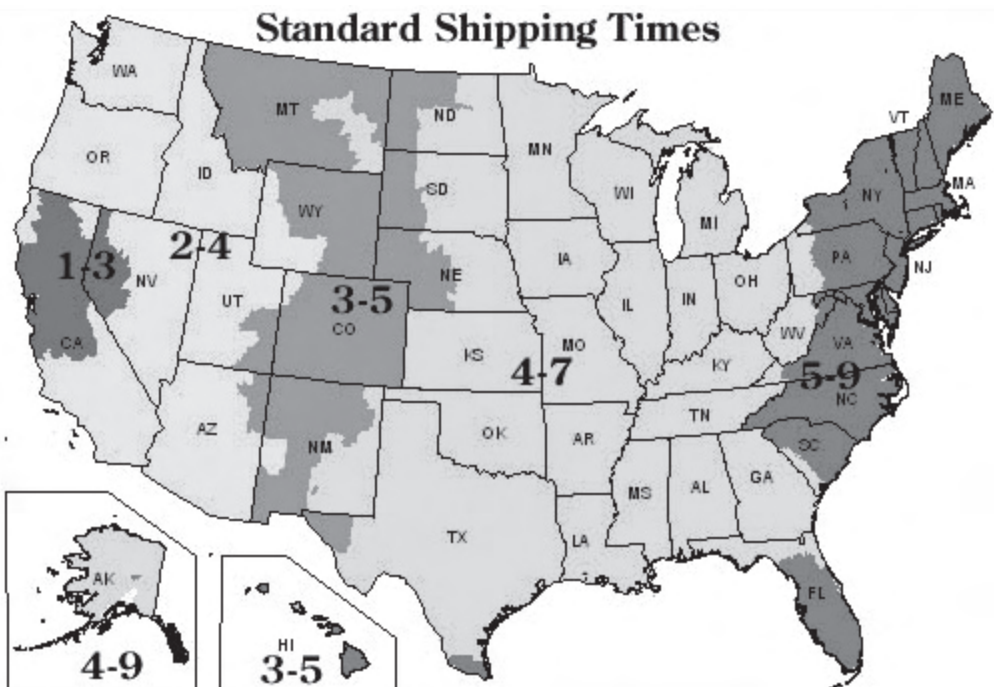 Standard Shipping Times
WA
MT
ND
MN
VT
ME
OR
ID
SD
WI
NY
MA
WY
MI
1-3
2-4
NV
NE
IA
PA
NJ
UT
3-5
IL
IN
OH
CA
CO
KS
MO
WV
VA
4-7
KY
5-9
NC
AZ
NM
OK
AR
TN
SC
MS
AL
GA
TX
LA
AK
FL
HI
4-9
3-5